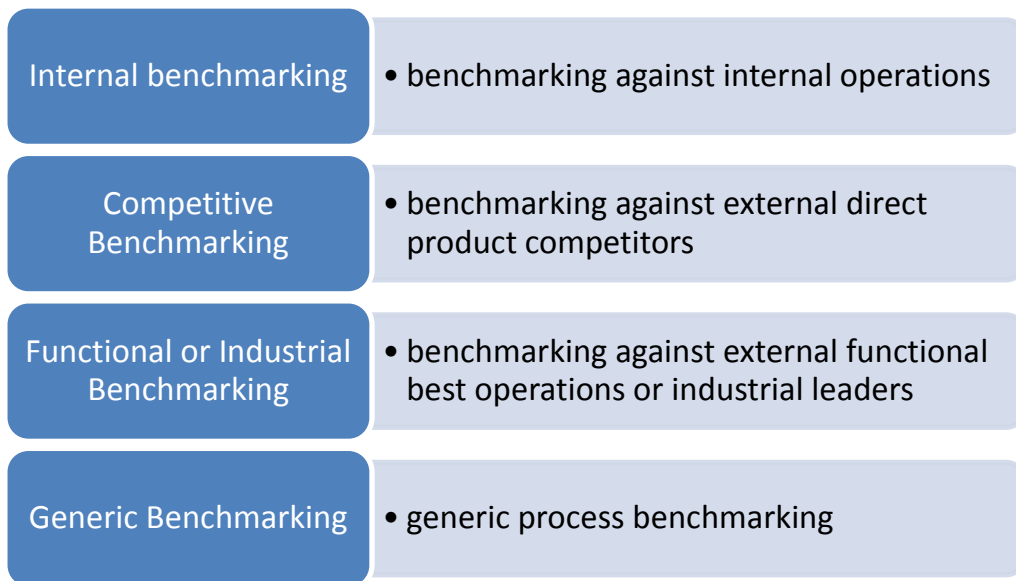 Internal benchmarking
• benchmarking against internal operations
Competitive
Benchmarking
• benchmarking against external direct
product competitors
Functional or Industrial
Benchmarking
• benchmarking against external functional
best operations or industrial leaders
Generic Benchmarking
• generic process benchmarking